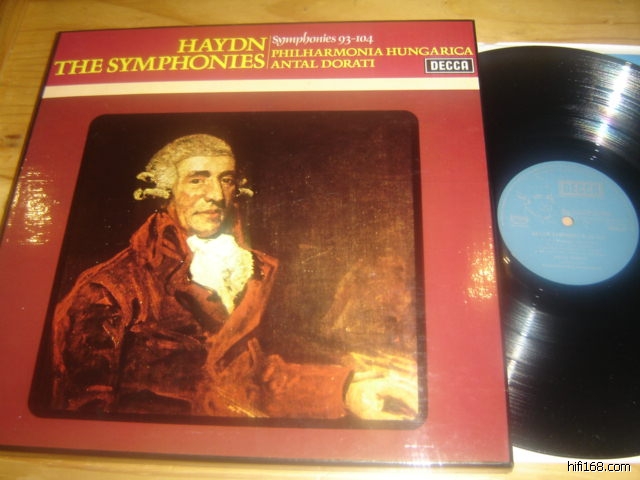 HAYDN
THE SYMPHONIES
Symphonies 93-104
PHILHARMONIA HUNGARICA
ANTAL DORATI
DECCA
DECCA
hifi168.com